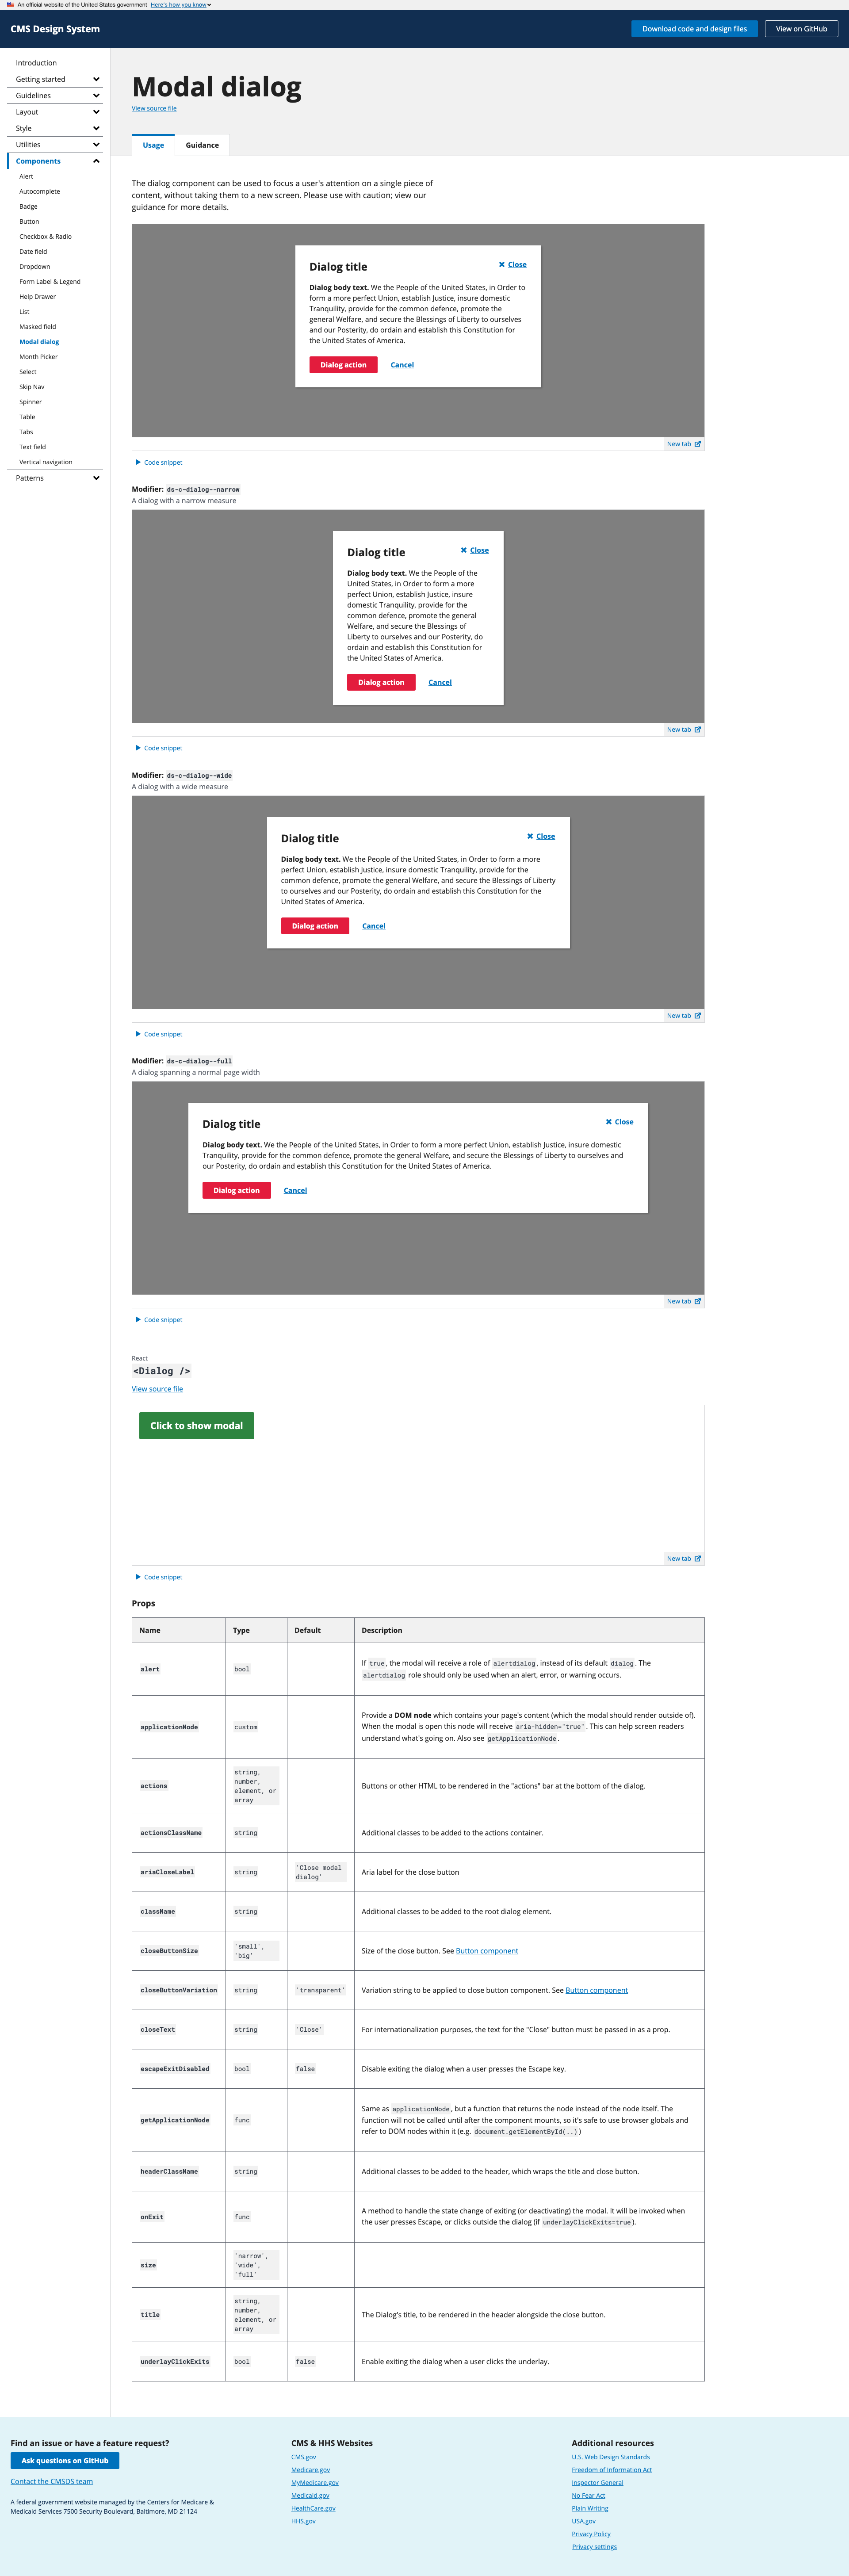 An official website of the United States government Here's how you know
CMS Design System
Download code and design files
View on GitHub
Introduction
Getting started
Guidelines
Layout
Style
Utilities
Components
Alert
Autocomplete
Badge
Button
Checkbox & Radio
Date field
Dropdown
Form Label & Legend
Help Drawer
List
Masked field
Modal dialog
Month Picker
Select
Skip Nav
Spinner
Table
Tabs
Text field
Vertical navigation
Patterns
Modal dialog
View source file
Usage
Guidance
The dialog component can be used to focus a user's attention on a single piece of
content, without taking them to a new screen. Please use with caution; view our
guidance for more details.
Dialog title
Close
Dialog body text. We the People of the United States, in Order to
form a more perfect Union, establish Justice, insure domestic
Tranquility, provide for the common defence, promote the
general Welfare, and secure the Blessings of Liberty to ourselves
and our Posterity, do ordain and establish this Constitution for
the United States of America.
Dialog action
Cancel
New tab
Code snippet
Modifier: ds-c-dialog--narrow
A dialog with a narrow measure
Dialog title
Close
Dialog body text. We the People of the
United States, in Order to form a more
perfect Union, establish Justice, insure
domestic Tranquility, provide for the
common defence, promote the general
Welfare, and secure the Blessings of
Liberty to ourselves and our Posterity, do
ordain and establish this Constitution for
the United States of America.
Dialog action
Cancel
New tab
Code snippet
Modifier: ds-c-dialog--wide
A dialog with a wide measure
Dialog title
Close
Dialog body text. We the People of the United States, in Order to form a more
perfect Union, establish Justice, insure domestic Tranquility, provide for the
common defence, promote the general Welfare, and secure the Blessings of Liberty
to ourselves and our Posterity, do ordain and establish this Constitution for the
United States of America.
Dialog action
Cancel
New tab
Code snippet
Modifier: ds-c-dialog--full
A dialog spanning a normal page width
Dialog title
Close
Dialog body text. We the People of the United States, in Order to form a more perfect Union, establish Justice, insure domestic
Tranquility, provide for the common defence, promote the general Welfare, and secure the Blessings of Liberty to ourselves and
our Posterity, do ordain and establish this Constitution for the United States of America.
Dialog action
Cancel
New tab
Code snippet
React
<Dialog />
View source file
Click to show modal
New tab
Code snippet
Props
Name Type Default Description
alert bool If true, the modal will receive a role of alertdialog, instead of its default dialog. The
alertdialog role should only be used when an alert, error, or warning occurs.
applicationNode custom Provide a DOM node which contains your page's content (which the modal should render outside of).
When the modal is open this node will receive aria-hidden="true". This can help screen readers
understand what's going on. Also see getApplicationNode.
actions string,
number,
element, or
array
Buttons or other HTML to be rendered in the "actions" bar at the bottom of the dialog.
actionsClassName string Additional classes to be added to the actions container.
ariaCloseLabel string 'Close modal
dialog'
Aria label for the close button
className string Additional classes to be added to the root dialog element.
closeButtonSize 'small',
'big'
Size of the close button. See Button component
closeButtonVariation string 'transparent' Variation string to be applied to close button component. See Button component
closeText string 'Close' For internationalization purposes, the text for the "Close" button must be passed in as a prop.
escapeExitDisabled bool false Disable exiting the dialog when a user presses the Escape key.
getApplicationNode func Same as applicationNode, but a function that returns the node instead of the node itself. The
function will not be called until after the component mounts, so it's safe to use browser globals and
refer to DOM nodes within it (e.g. document.getElementById(..))
headerClassName string Additional classes to be added to the header, which wraps the title and close button.
onExit func A method to handle the state change of exiting (or deactivating) the modal. It will be invoked when
the user presses Escape, or clicks outside the dialog (if underlayClickExits=true).
size 'narrow',
'wide',
'full'
title string,
number,
element, or
array
The Dialog's title, to be rendered in the header alongside the close button.
underlayClickExits bool false Enable exiting the dialog when a user clicks the underlay.
Find an issue or have a feature request?
Ask questions on GitHub
Contact the CMSDS team
A federal government website managed by the Centers for Medicare &
Medicaid Services 7500 Security Boulevard, Baltimore, MD 21124
CMS & HHS Websites
CMS.gov
Medicare.gov
MyMedicare.gov
Medicaid.gov
HealthCare.gov
HHS.gov
Additional resources
U.S. Web Design Standards
Freedom of Information Act
Inspector General
No Fear Act
Plain Writing
USA.gov
Privacy Policy
Privacy settings